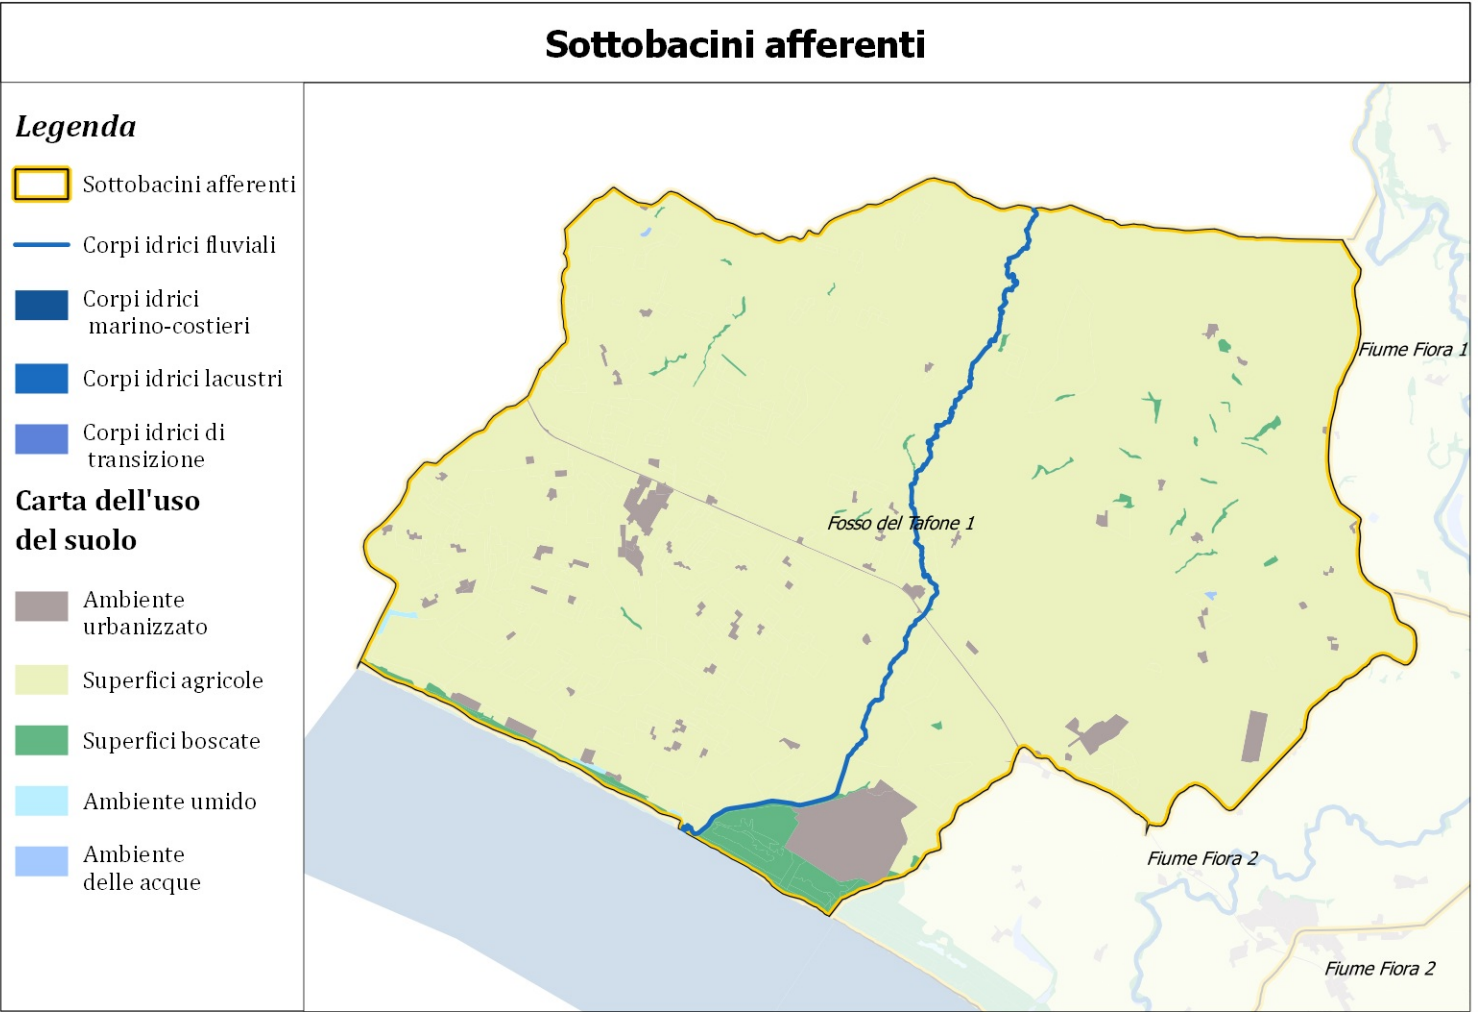 Sottobacini afferenti
Legenda
Sottobacini afferenti
Corpi idrici fluviali
Corpi idrici
marino-costieri
Corpi idrici lacustri
Corpi idrici di
transizione
Carta dell'uso
del suolo
Ambiente
urbanizzato
Superfici agricole
Superfici boscate
Ambiente umido
Ambiente
delle acque
Fiume Fiora 1
Fosso del Tafone 1
Fiume Fiora 2
Fiume Fiora 2